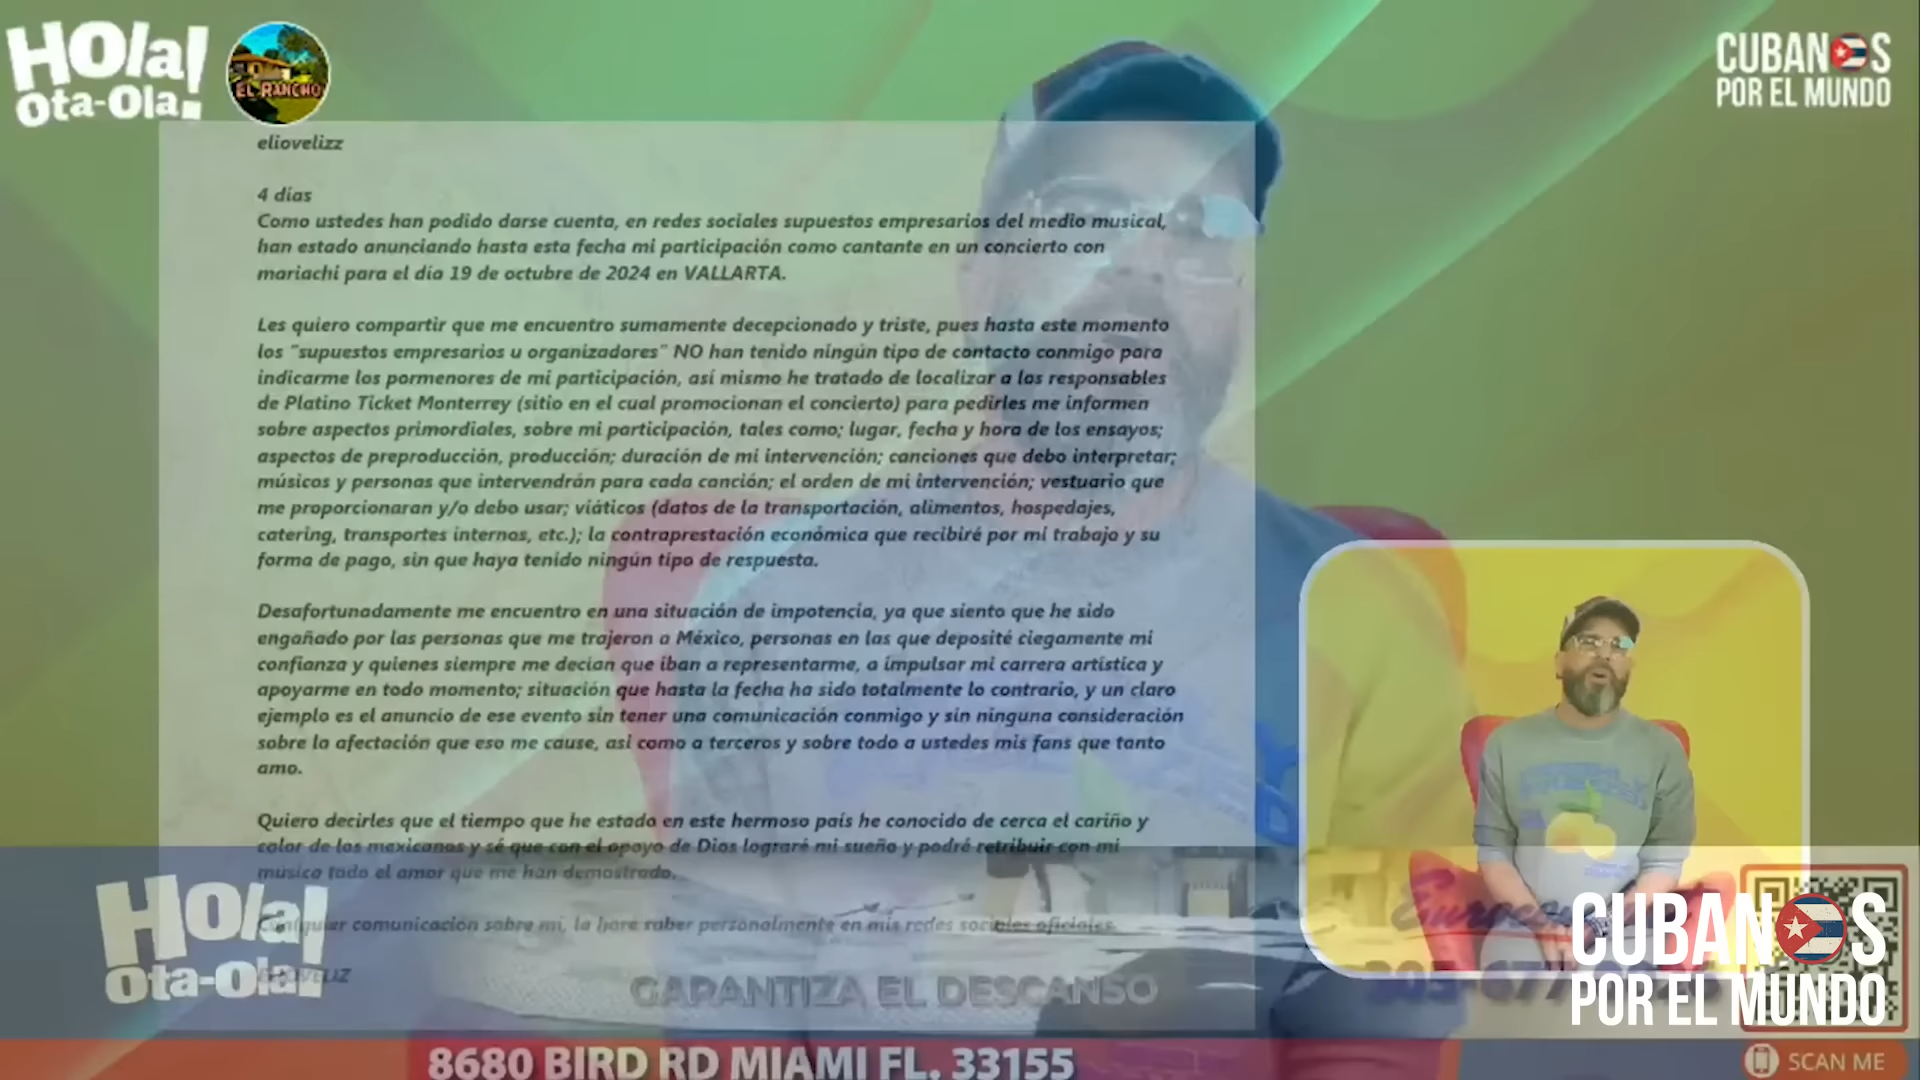 Hola!
Ota-Ola!
EL RANCHO
CUBANOS
POR EL MUNDO
eliovelizz
4 días
Como ustedes han podido darse cuenta, en redes sociales supuestos empresarios del medio musical,
han estado anunciando hasta esta fecha mi participación como cantante en un concierto con
mariachi para el día 19 de octubre de 2024 en VALLARTA.
Les quiero compartir que me encuentro sumamente decepcionado y triste, pues hasta este momento
los "supuestos empresarios u organizadores" NO han tenido ningún tipo de contacto conmigo para
indicarme los pormenores de mi participación, así mismo he tratado de localizar a los responsables
de Platino Ticket Monterrey (sitio en el cual promocionan el concierto) para pedirles me informen
sobre aspectos primordiales, sobre mi participación, tales como; lugar, fecha y hora de los ensayos;
aspectos de preproducción, producción; duración de mi intervención; canciones que debo interpretar;
músicos y personas que intervendrán para cada canción; el orden de mi intervención; vestuario que
me proporcionaran y/o debo usar; viáticos (datos de la transportación, alimentos, hospedajes,
catering, transportes internos, etc.); la contraprestación económica que recibiré por mi trabajo y su
forma de pago, sin que haya tenido ningún tipo de respuesta.
Desafortunadamente me encuentro en una situación de impotencia, ya que siento que he sido
engañado por las personas que me trajeron a México, personas en las que deposité ciegamente mi
confianza y quienes siempre me decían que iban a representarme, a impulsar mi carrera artística y
apoyarme en todo momento; situación que hasta la fecha ha sido totalmente lo contrario, y un claro
ejemplo es el anuncio de ese evento sin tener una comunicación conmigo y sin ninguna consideración
sobre la afectación que eso me cause, así como a terceros y sobre todo a ustedes mis fans que tanto
amo.
Quiero decirles que el tiempo que he estado en este hermoso país he conocido de cerca el cariño y
calor de los mexicanos y sé que con el apoyo de Dios lograré mi sueño y podré retribuir con mi
música todo el amor que me han demostrado.
Cualquier comunicación sobre mí, la haré saber personalmente en mis redes sociales oficiales.
Hola!
Ota-Ola!
GARANTIZA EL DESCANSO
CUBANOS
POR EL MUNDO
8680 BIRD RD MIAMI FL. 33155
SCAN ME